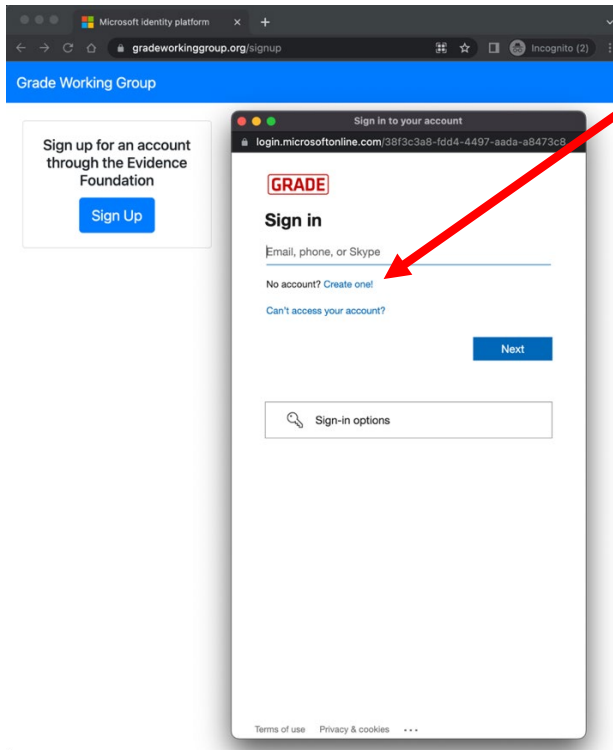 Microsoft identity platform
gradeworkinggroup.org/signup
Incognito (2)
Grade Working Group
Sign up for an account
through the Evidence
Foundation
Sign Up
Sign in to your account
login.microsoftonline.com/38f3c3a8-fdd4-4497-aada-a8473c8
GRADE
Sign in
Email, phone, or Skype
No account? Create one!
Can't access your account?
Next
Sign-in options
Terms of use Privacy & cookies